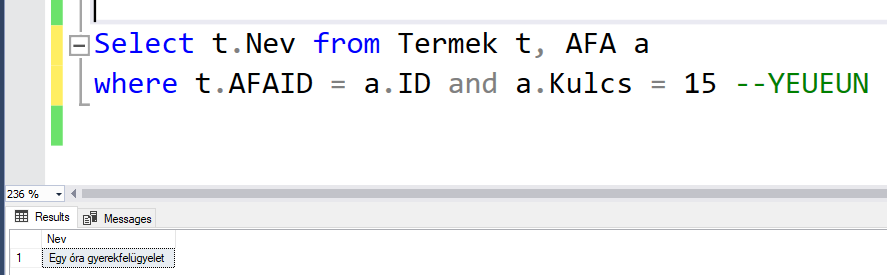 Select t.Nev from Termek t, AFA a
where t.AFAID = a.ID and a.Kulcs = 15 --YEUEUN
236 %
Results Messages
Nev
1 Egy óra gyerekfelügyelet